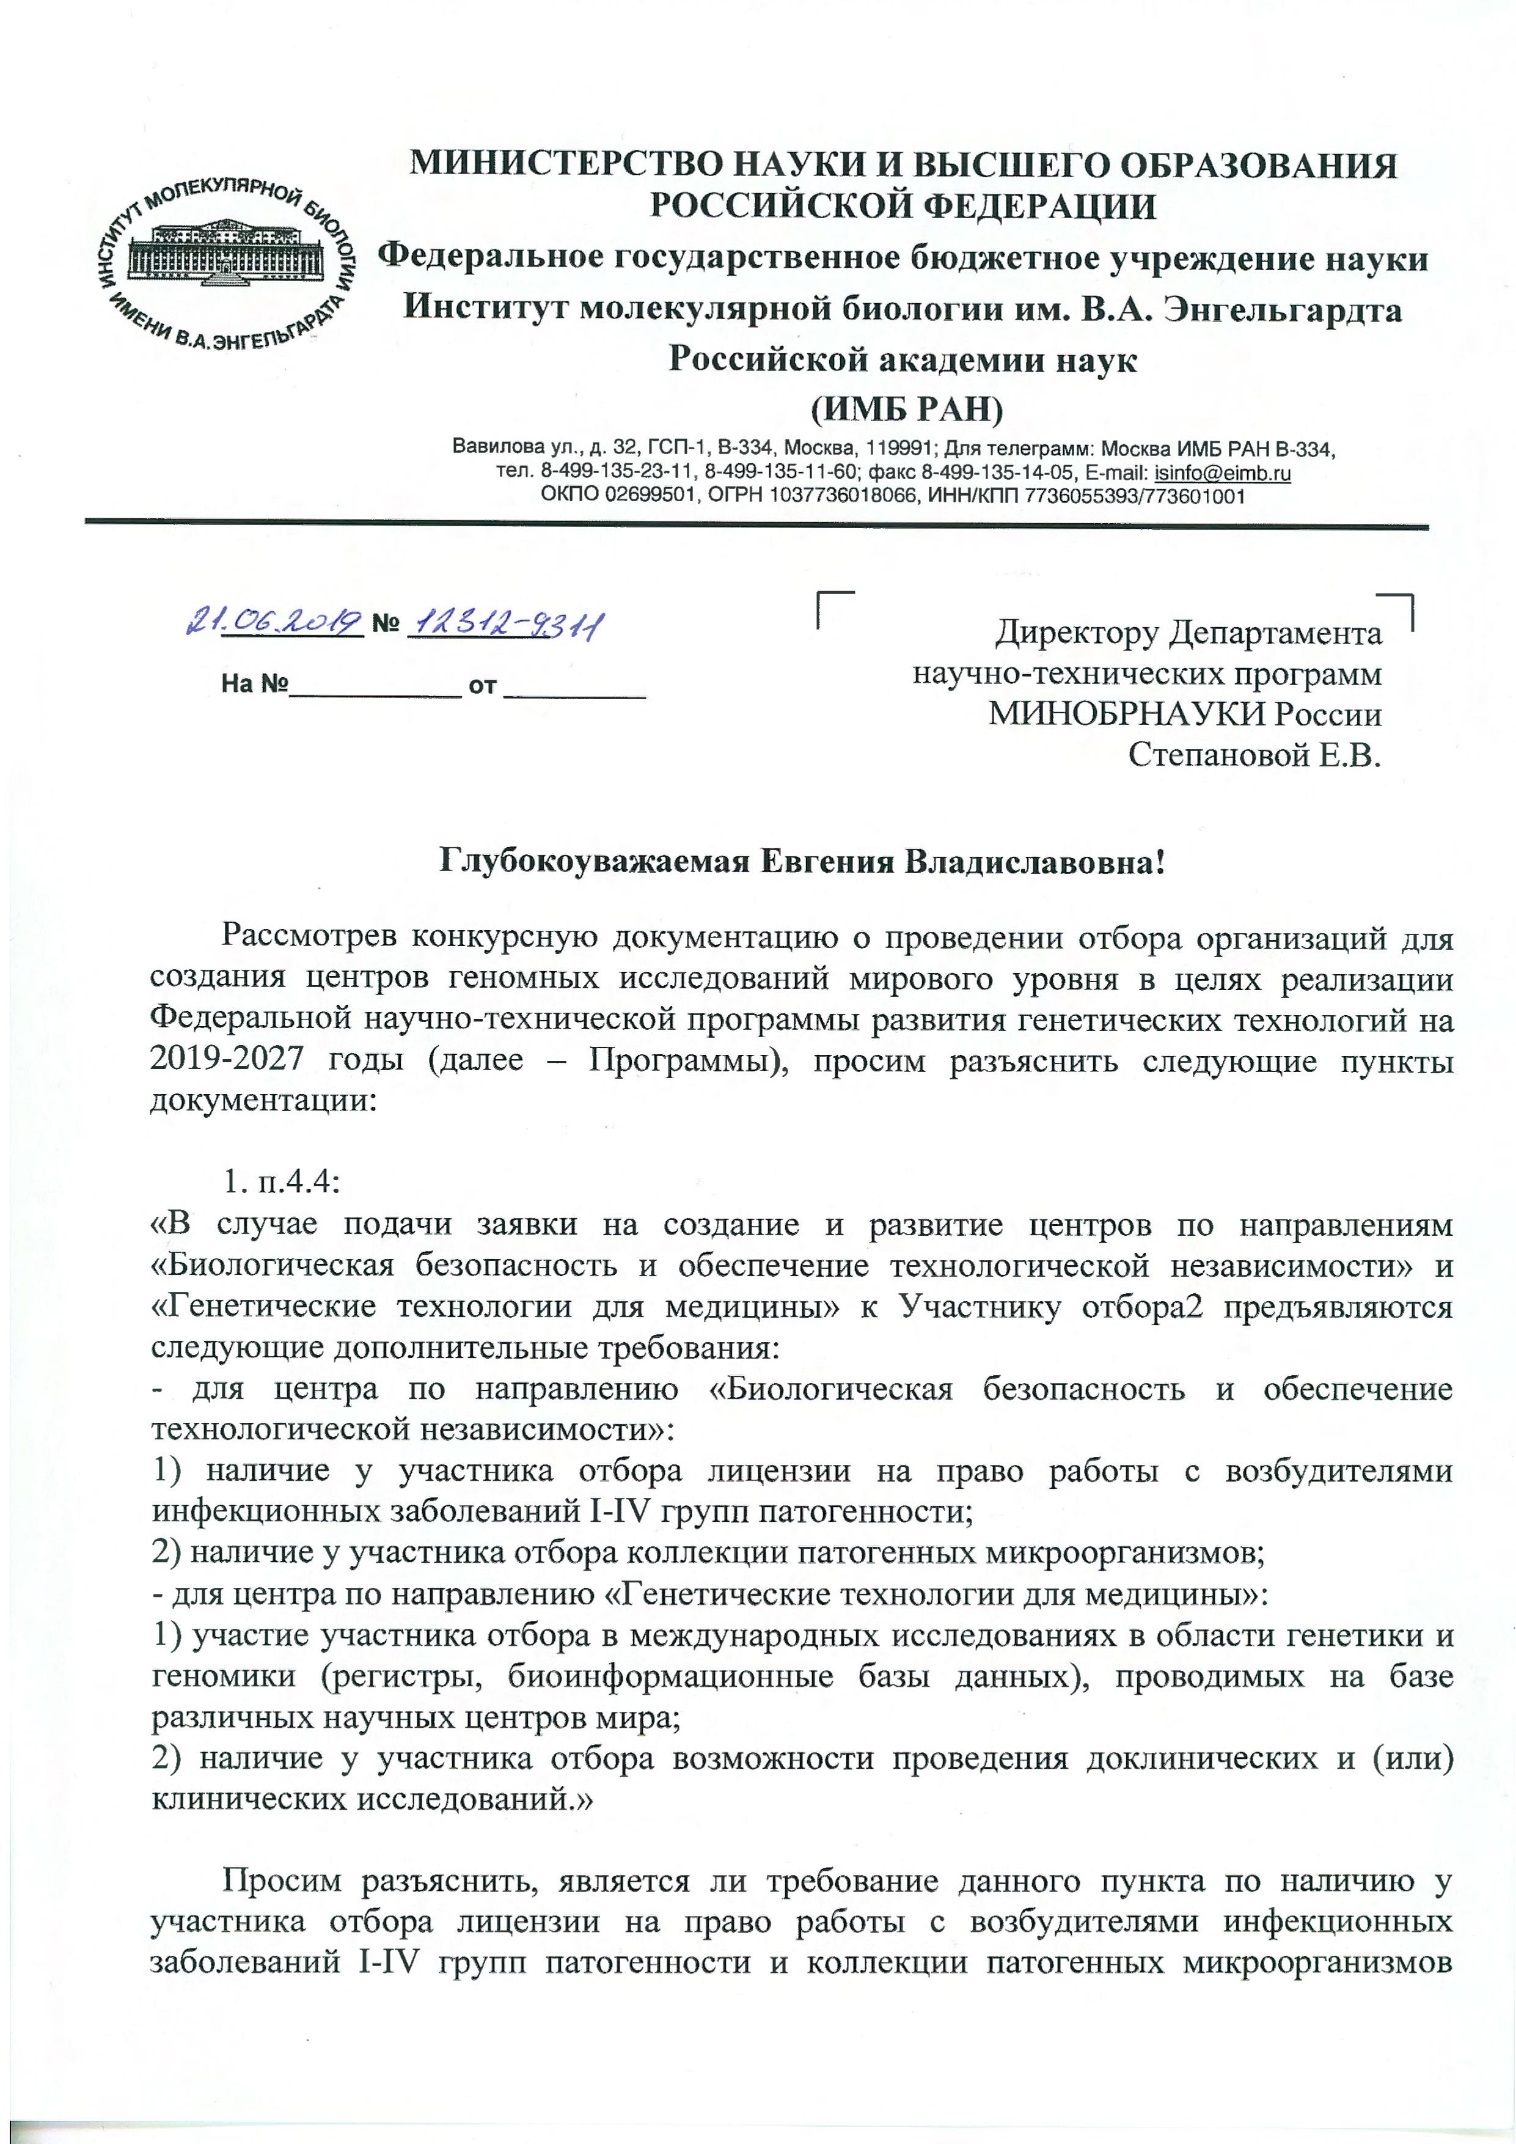 ИНСТИТУТ МОЛЕКУЛЯРНОЙ БИОЛОГИИ
ИМЕНИ В.А.ЭНГЕЛЬГАРДТА
МИНИСТЕРСТВО НАУКИ И ВЫСШЕГО ОБРАЗОВАНИЯ
РОССИЙСКОЙ ФЕДЕРАЦИИ
Федеральное государственное бюджетное учреждение науки
Институт молекулярной биологии им. В.А. Энгельгардта
Российской академии наук
(ИМБ РАН)
Вавилова ул., д. 32, ГСП-1, В-334, Москва, 119991; Для телеграмм: Москва ИМБ РАН В-334,
тел. 8-499-135-23-11, 8-499-135-11-60; факс 8-499-135-14-05, E-mail: isinfo@eimb.ru
ОКПО 02699501, ОГРН 1037736018066, ИНН/КПП 7736055393/773601001
21.06.2019 № 12312-9311
На №____________ от __________
Директору Департамента
научно-технических программ
МИНОБРНАУКИ России
Степановой Е.В.
Глубокоуважаемая Евгения Владиславовна!
Рассмотрев конкурсную документацию о проведении отбора организаций для
создания центров геномных исследований мирового уровня в целях реализации
Федеральной научно-технической программы развития генетических технологий на
2019-2027 годы (далее – Программы), просим разъяснить следующие пункты
документации:
1. п.4.4:
«В случае подачи заявки на создание и развитие центров по направлениям
«Биологическая безопасность и обеспечение технологической независимости» и
«Генетические технологии для медицины» к Участнику отбора2 предъявляются
следующие дополнительные требования:
- для центра по направлению «Биологическая безопасность и обеспечение
технологической независимости»:
1) наличие у участника отбора лицензии на право работы с возбудителями
инфекционных заболеваний I-IV групп патогенности;
2) наличие у участника отбора коллекции патогенных микроорганизмов;
- для центра по направлению «Генетические технологии для медицины»:
1) участие участника отбора в международных исследованиях в области генетики и
геномики (регистры, биоинформационные базы данных), проводимых на базе
различных научных центров мира;
2) наличие у участника отбора возможности проведения доклинических и (или)
клинических исследований.»
Просим разъяснить, является ли требование данного пункта по наличию у
участника отбора лицензии на право работы с возбудителями инфекционных
заболеваний I-IV групп патогенности и коллекции патогенных микроорганизмов